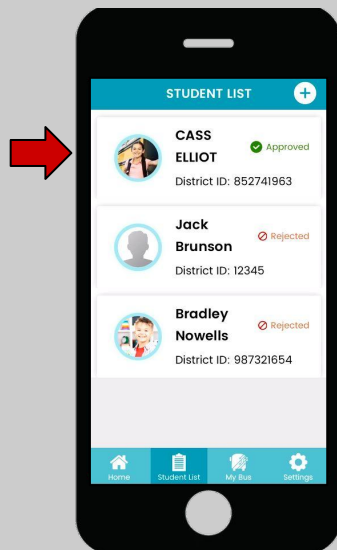 STUDENT LIST
CASS
ELLIOT
Approved
District ID: 852741963
Jack
Brunson
Rejected
District ID: 12345
Bradley
Nowells
Rejected
District ID: 987321654
Home
Student List
My Bus
Settings